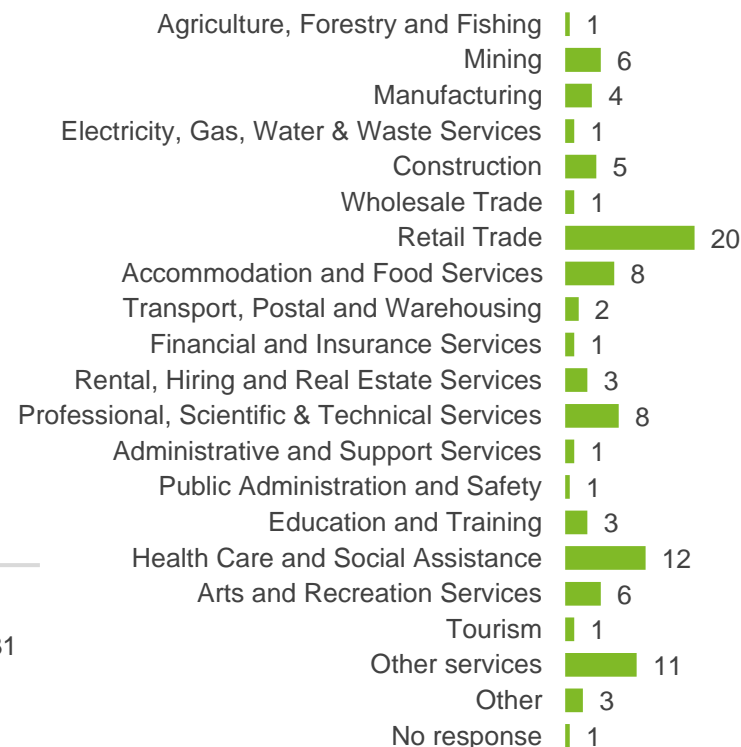 Agriculture, Forestry and Fishing 1
Mining 6
Manufacturing 4
Electricity, Gas, Water & Waste Services 1
Construction 5
Wholesale Trade 1
Retail Trade 20
Accommodation and Food Services 8
Transport, Postal and Warehousing 2
Financial and Insurance Services 1
Rental, Hiring and Real Estate Services 3
Professional, Scientific & Technical Services 8
Administrative and Support Services 1
Public Administration and Safety 1
Education and Training 3
Health Care and Social Assistance 12
Arts and Recreation Services 6
Tourism 1
Other services 11
Other 3
No response 1